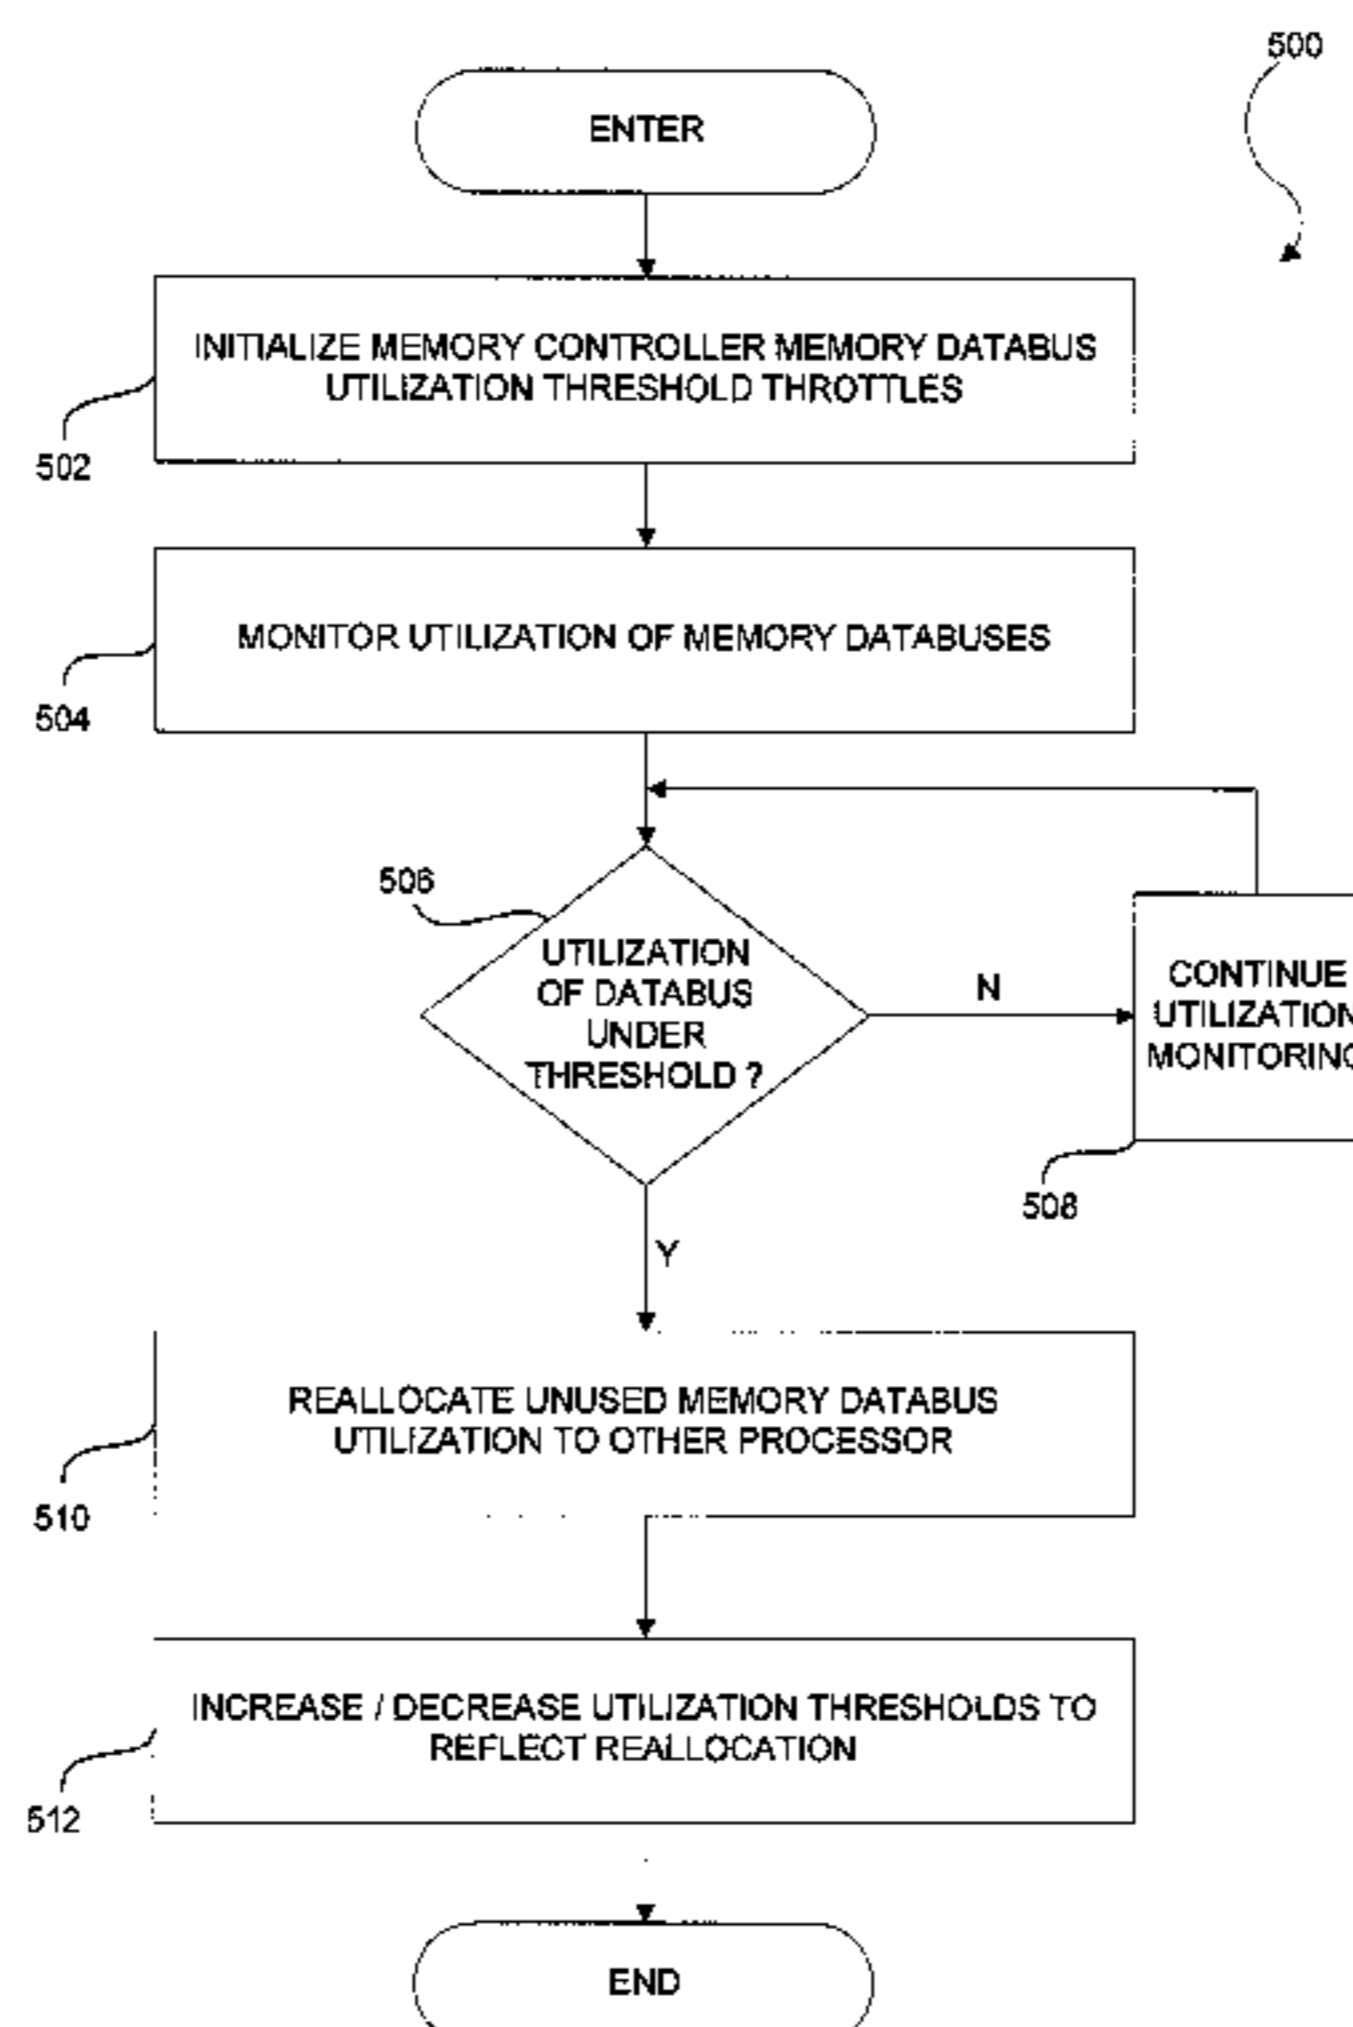 500
ENTER
INITIALIZE MEMORY CONTROLLER MEMORY DATABUS
UTILIZATION THRESHOLD THROTTLES
502
MONITOR UTILIZATION OF MEMORY DATABUSES
504
506
UTILIZATION
OF DATABUS
UNDER
THRESHOLD ?
N
CONTINUE
UTILIZATION
MONITORING
508
Y
REALLOCATE UNUSED MEMORY DATABUS
UTILIZATION TO OTHER PROCESSOR
510
INCREASE / DECREASE UTILIZATION THRESHOLDS TO
REFLECT REALLOCATION
512
END